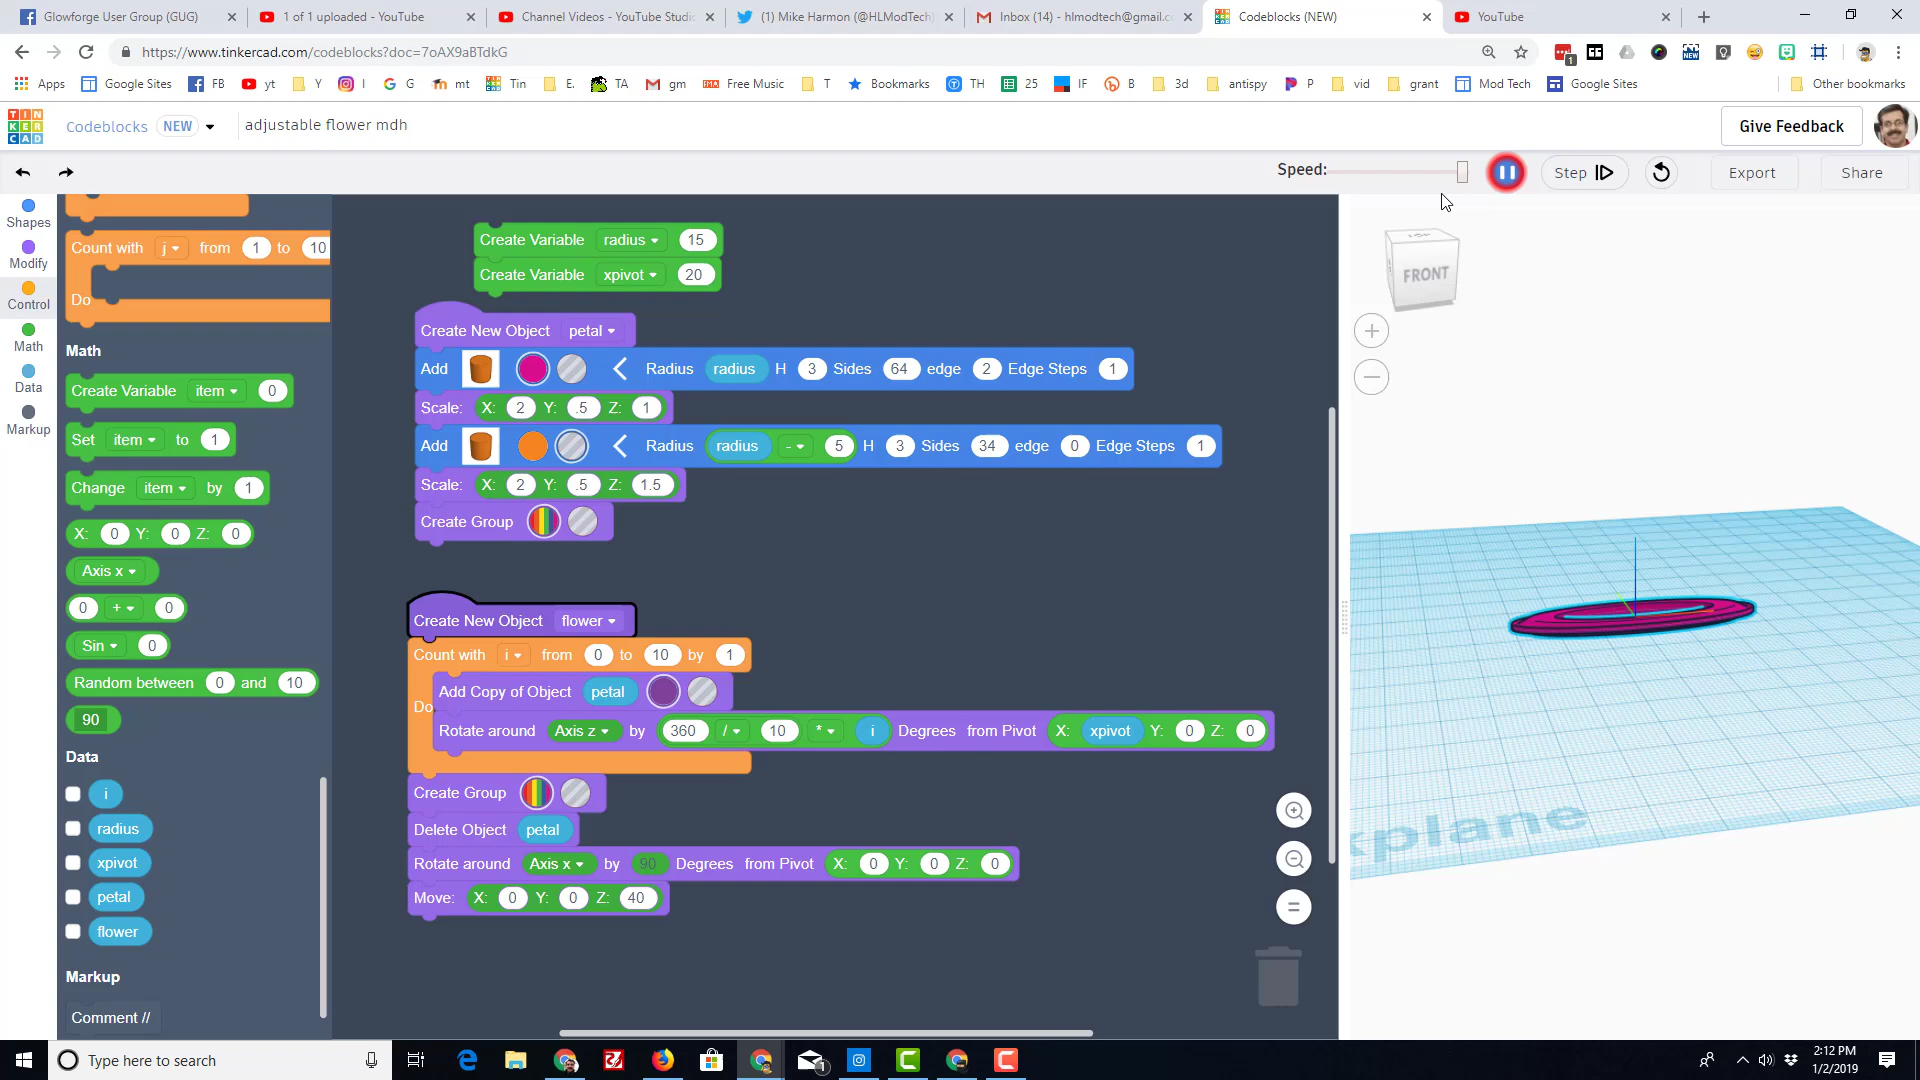 Glowforge User Group (GUG)
1 of 1 uploaded - YouTube
Channel Videos - YouTube Studio
(1) Mike Harmon (@HLModTech)
Inbox (14) - hlmodtech@gmail.c
Codeblocks (NEW)
YouTube
https://www.tinkercad.com/codeblocks?doc=7oAX9aBTdkG
Apps Google Sites FB yt Y I G mt Tin E. TA gm Free Music T Bookmarks TH 25 IF B 3d antispy P vid grant Mod Tech Google Sites Other bookmarks
TINKERCAD Codeblocks NEW adjustable flower mdh Give Feedback
Speed: Step Export Share
Shapes
Modify
Control
Math
Data
Markup
Count with j from 1 to 10
Do
Math
Create Variable item 0
Set item to 1
Change item by 1
X: 0 Y: 0 Z: 0
Axis x
0 + 0
Sin 0
Random between 0 and 10
90
Data
i
radius
xpivot
petal
flower
Markup
Comment //
Create Variable radius 15
Create Variable xpivot 20
Create New Object petal
Add Radius radius H 3 Sides 64 edge 2 Edge Steps 1
Scale: X: 2 Y: .5 Z: 1
Add Radius radius - 5 H 3 Sides 34 edge 0 Edge Steps 1
Scale: X: 2 Y: .5 Z: 1.5
Create Group
Create New Object flower
Count with i from 0 to 10 by 1
Add Copy of Object petal
Do
Rotate around Axis z by 360 / 10 * i Degrees from Pivot X: xpivot Y: 0 Z: 0
Create Group
Delete Object petal
Rotate around Axis x by 90 Degrees from Pivot X: 0 Y: 0 Z: 0
Move: X: 0 Y: 0 Z: 40
TOP
FRONT
kplane
Type here to search
2:12 PM
1/2/2019